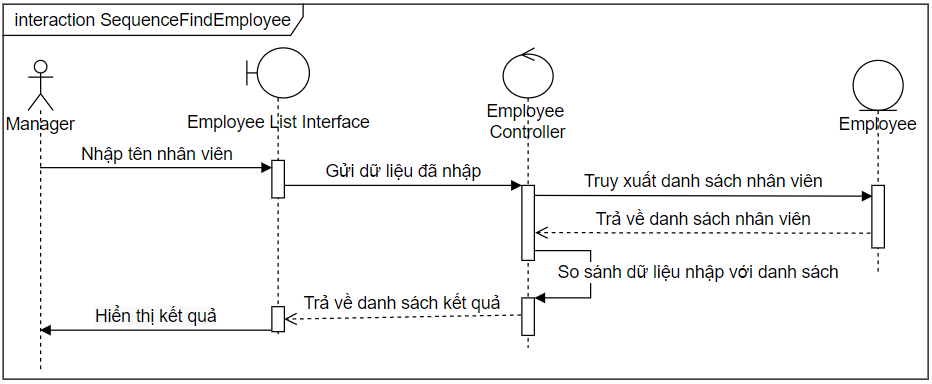 interaction SequenceFindEmployee
Manager
Employee List Interface
Employee
Controller
Employee
Nhập tên nhân viên
Gửi dữ liệu đã nhập
Truy xuất danh sách nhân viên
Trả về danh sách nhân viên
So sánh dữ liệu nhập với danh sách
Trả về danh sách kết quả
Hiển thị kết quả